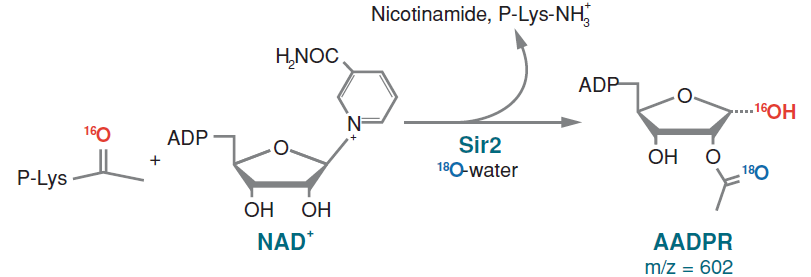 Nicotinamide, P-Lys-NH₃⁺
H₂NOC
N
+
¹⁶O
P-Lys
+
ADP
O
OH OH
NAD⁺
Sir2
¹⁸O-water
ADP
O
¹⁶OH
OH O
¹⁸O
AADPR
m/z = 602